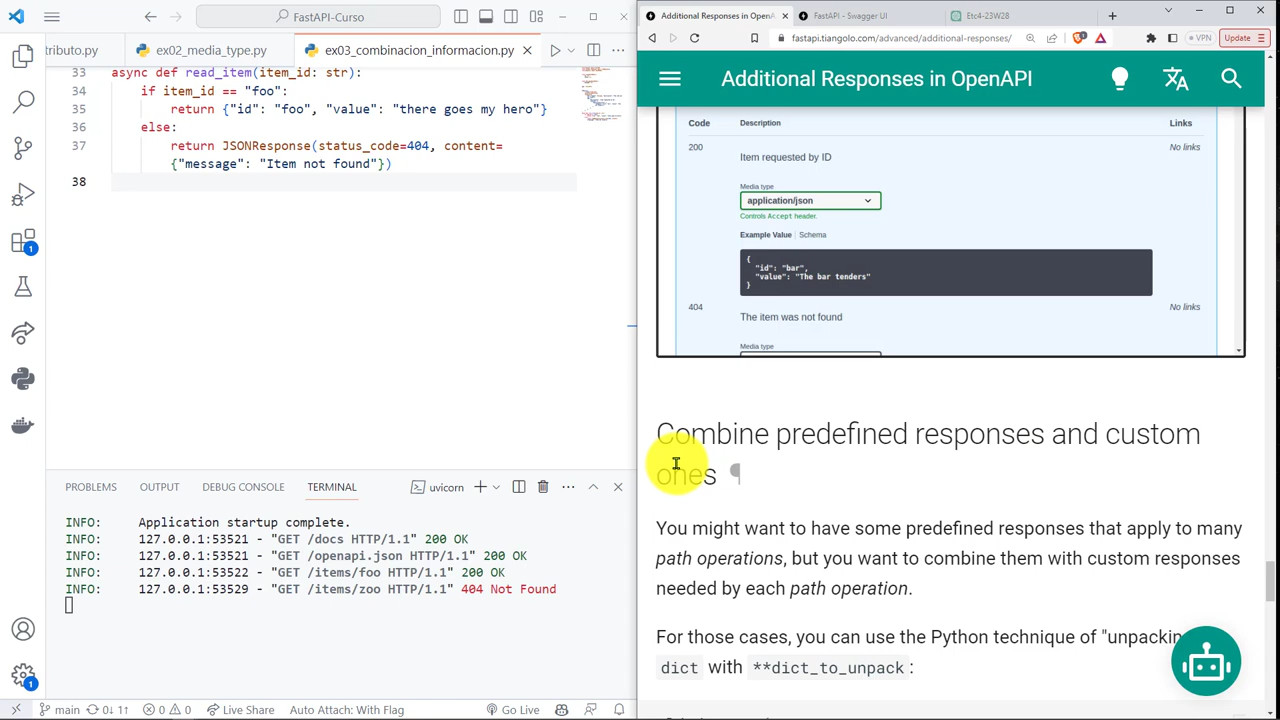 FastAPI-Curso
tributo.py
ex02_media_type.py
ex03_combinacion_informacion.py
33 async def read_item(item_id: str):
34 if item_id == "foo":
35 return {"id": "foo", "value": "there goes my hero"}
36 else:
37 return JSONResponse(status_code=404, content=
{"message": "Item not found"})
38
PROBLEMS OUTPUT DEBUG CONSOLE TERMINAL uvicorn
INFO: Application startup complete.
INFO: 127.0.0.1:53521 - "GET /docs HTTP/1.1" 200 OK
INFO: 127.0.0.1:53521 - "GET /openapi.json HTTP/1.1" 200 OK
INFO: 127.0.0.1:53522 - "GET /items/foo HTTP/1.1" 200 OK
INFO: 127.0.0.1:53529 - "GET /items/zoo HTTP/1.1" 404 Not Found
1
1
main 0↓ 1↑ 0 0 Live Share Auto Attach: With Flag Go Live
Additional Responses in OpenA
FastAPI - Swagger UI
Etc4-23W28
fastapi.tiangolo.com/advanced/additional-responses/
VPN
Update
Additional Responses in OpenAPI
Code Description Links
200 No links
Item requested by ID
Media type
application/json
Controls Accept header.
Example Value Schema
{
"id": "bar",
"value": "The bar tenders"
}
404 No links
The item was not found
Media type
Combine predefined responses and custom
ones ¶
You might want to have some predefined responses that apply to many
path operations, but you want to combine them with custom responses
needed by each path operation.
For those cases, you can use the Python technique of "unpackin
dict with **dict_to_unpack: